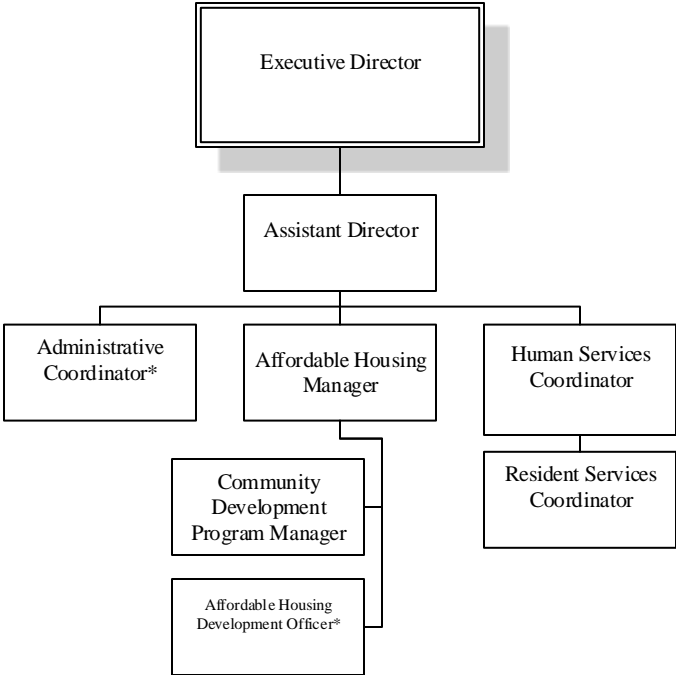 Executive Director
Assistant Director
Administrative
Coordinator*
Affordable Housing
Manager
Human Services
Coordinator
Community
Development
Program Manager
Resident Services
Coordinator
Affordable Housing
Development Officer*